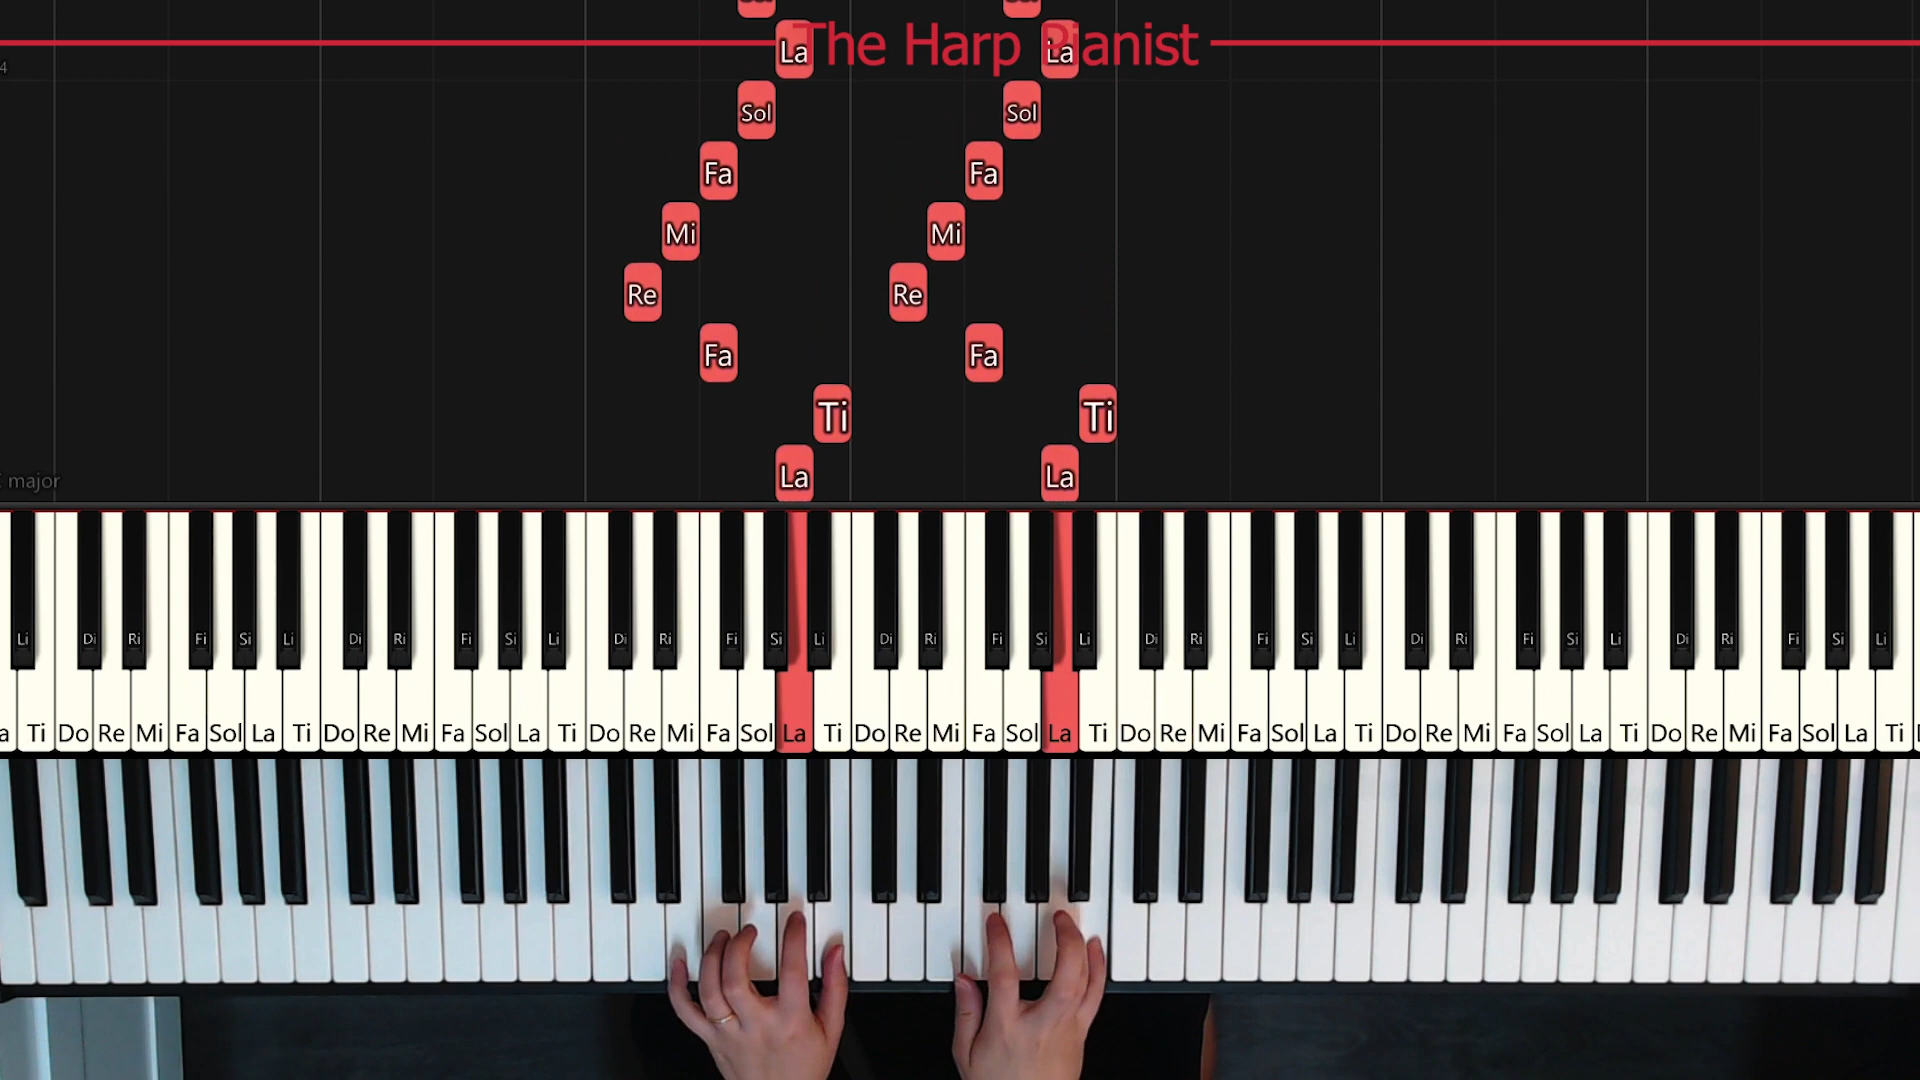 The Harp Pianist
La La
4
Sol Sol
Fa Fa
Mi Mi
Re Re
Fa Fa
Ti Ti
La La
major
Li Di Ri Fi Si Li Di Ri Fi Si Li Di Ri Fi Si Li Di Ri Fi Si Li Di Ri Fi Si Li Di Ri Fi Si Li Di Ri Fi Si Li
a Ti Do Re Mi Fa Sol La Ti Do Re Mi Fa Sol La Ti Do Re Mi Fa Sol La Ti Do Re Mi Fa Sol La Ti Do Re Mi Fa Sol La Ti Do Re Mi Fa Sol La Ti Do Re Mi Fa Sol La Ti